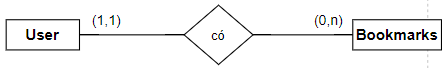 (1,1)
(0,n)
User
có
Bookmarks